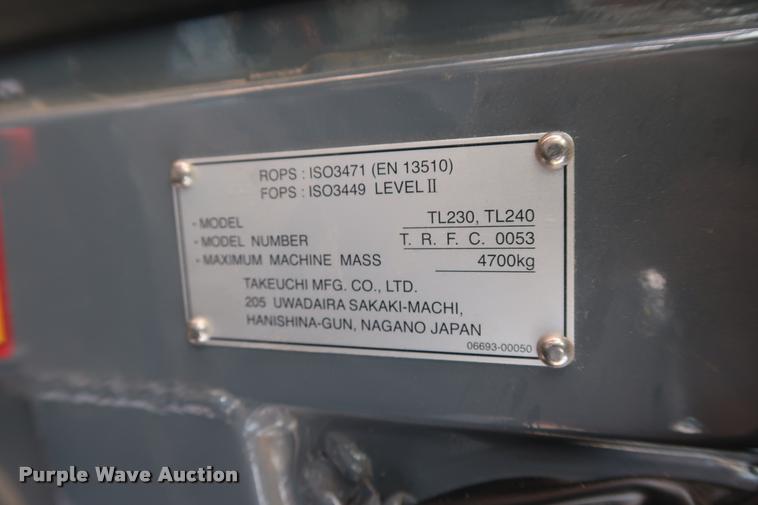 ROPS : ISO3471 (EN 13510)
FOPS : ISO3449 LEVEL II
- MODEL TL230, TL240
- MODEL NUMBER T. R. F. C. 0053
- MAXIMUM MACHINE MASS 4700kg
TAKEUCHI MFG. CO., LTD.
205 UWADAIRA SAKAKI-MACHI,
HANISHINA-GUN, NAGANO JAPAN
06693-00050
Purple Wave Auction